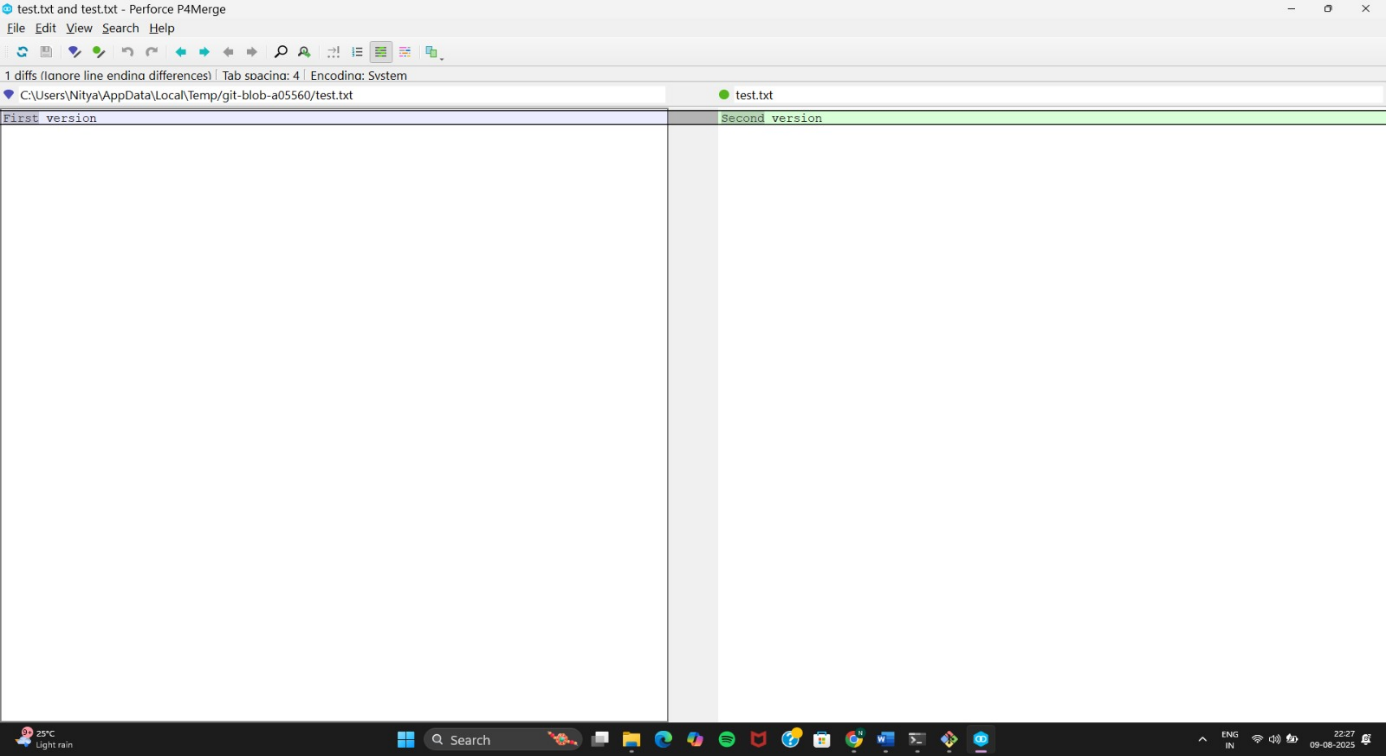 test.txt and test.txt - Perforce P4Merge
File Edit View Search Help
1 diffs (Ignore line ending differences) Tab spacing: 4 Encoding: System
C:\Users\Nitya\AppData\Local\Temp/git-blob-a05560/test.txt
test.txt
First version
Second version
9+
25°C
Light rain
Search
N
ENG
IN
22:27
09-08-2025